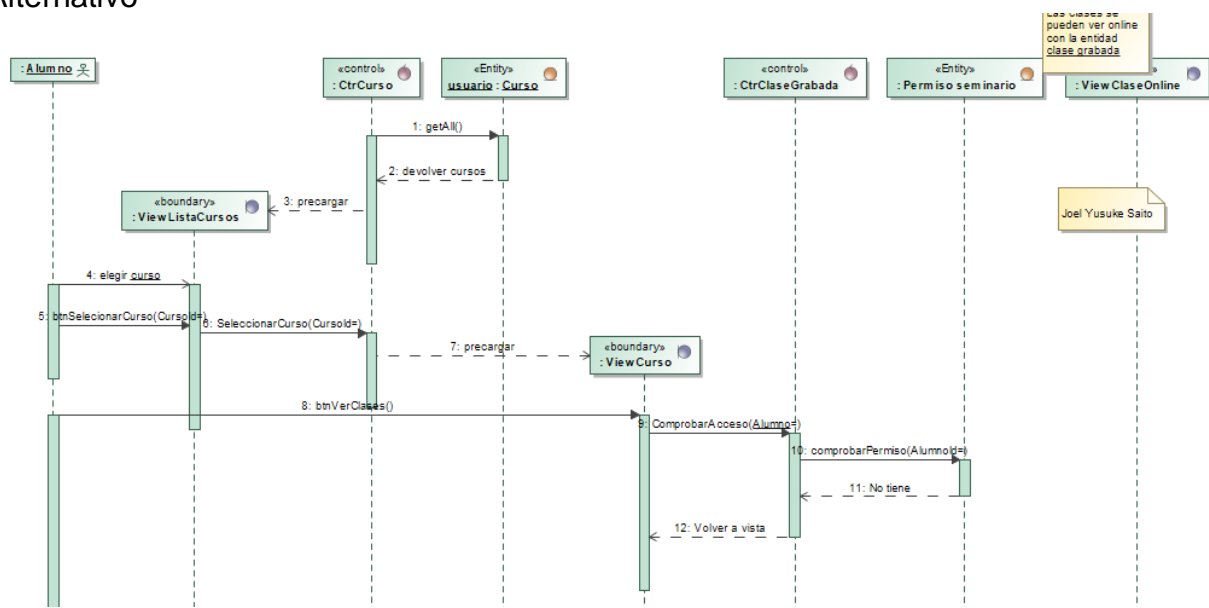 Alternativo
Las clases se
pueden ver online
con la entidad
clase grabada
: Alumno
«control»
: CtrCurso
«Entity»
usuario : Curso
«control»
: CtrClaseGrabada
«Entity»
: Permiso seminario
: ViewClaseOnline
1: getAll()
2: devolver cursos
«boundary»
: ViewListaCursos
3: precargar
Joel Yusuke Saito
4: elegir curso
5: btnSelecionarCurso(CursoId=)
6: SeleccionarCurso(CursoId=)
7: precargar
«boundary»
: ViewCurso
8: btnVerClases()
9: ComprobarAcceso(Alumno=)
10: comprobarPermiso(AlumnoId=)
11: No tiene
12: Volver a vista